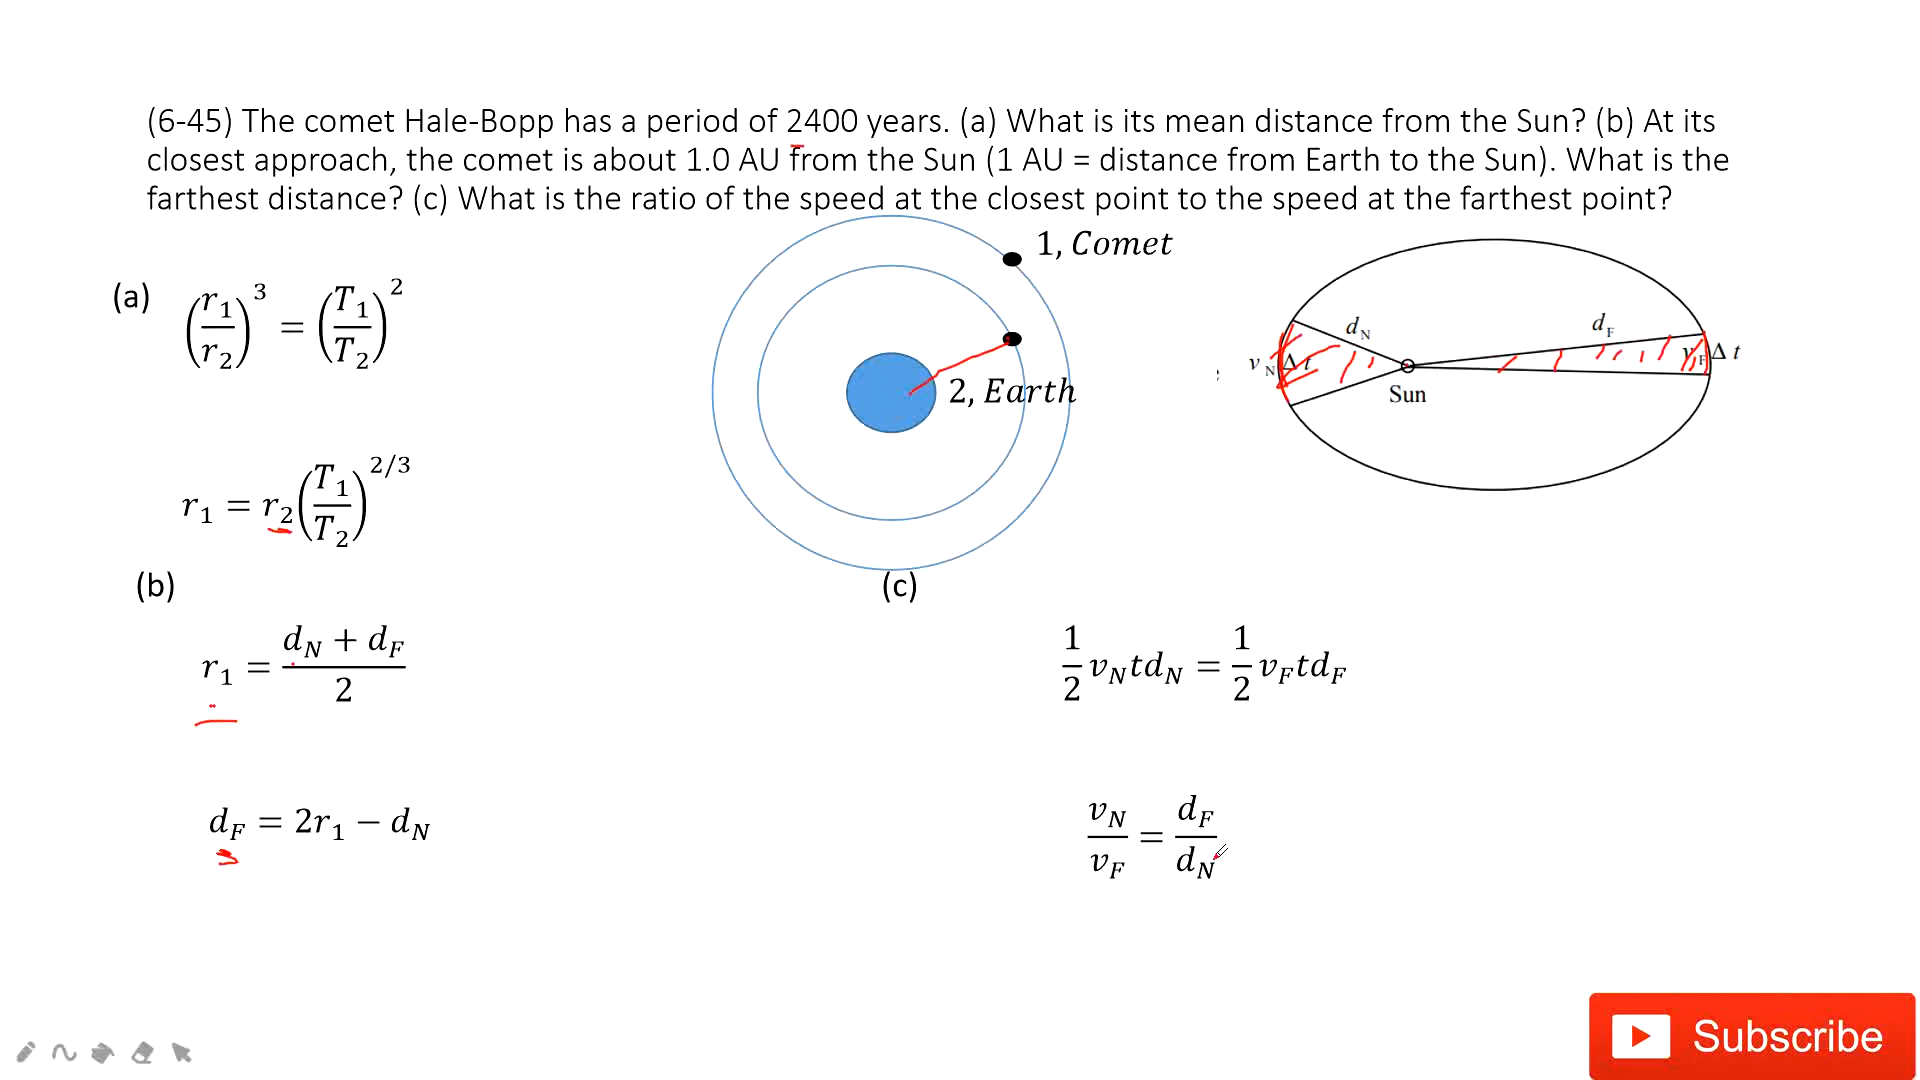 (6-45) The comet Hale-Bopp has a period of 2400 years. (a) What is its mean distance from the Sun? (b) At its
closest approach, the comet is about 1.0 AU from the Sun (1 AU = distance from Earth to the Sun). What is the
farthest distance? (c) What is the ratio of the speed at the closest point to the speed at the farthest point?
1, Comet
(a) (r₁/r₂)³ = (T₁/T₂)²
d_N
d_F
v_N Δ t
v_F Δ t
Sun
2, Earth
r₁ = r₂(T₁/T₂)^2/3
(b)
(c)
r₁ = (d_N + d_F)/2
1/2 v_N t d_N = 1/2 v_F t d_F
d_F = 2r₁ − d_N
v_N/v_F = d_F/d_N
Subscribe